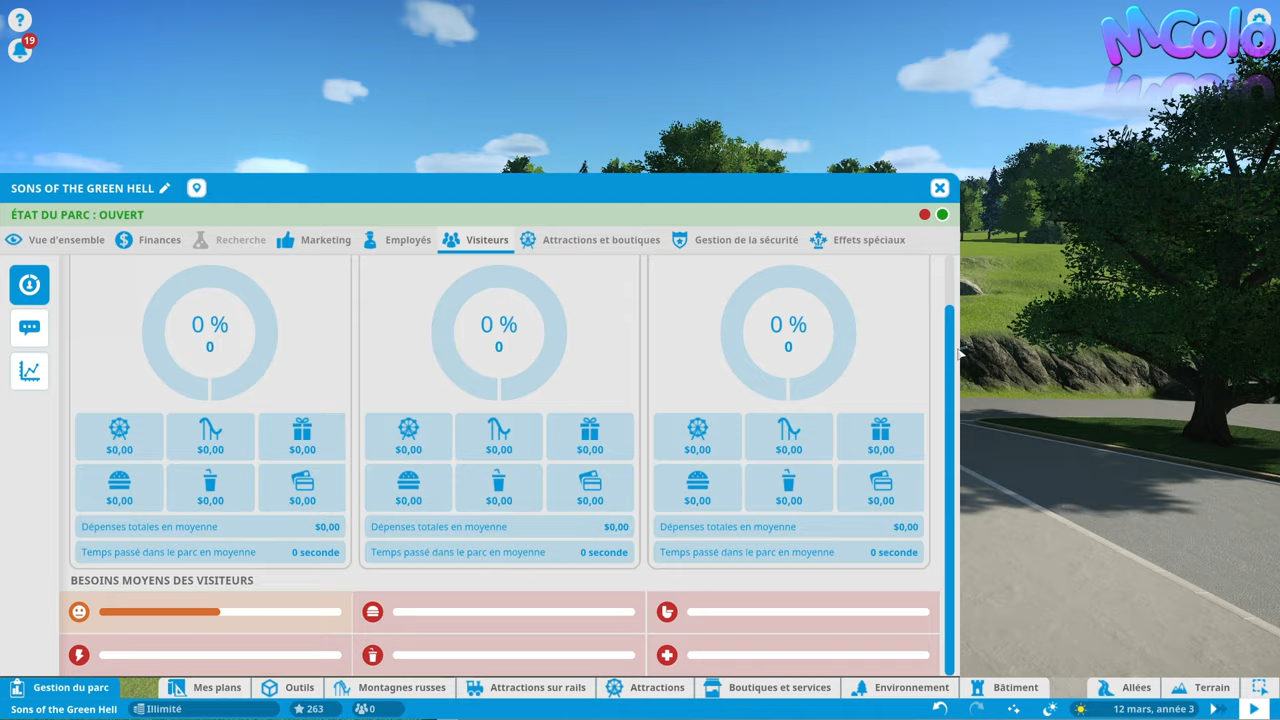 ?
19
MColo
SONS OF THE GREEN HELL
ÉTAT DU PARC : OUVERT
Vue d'ensemble
Finances
Recherche
Marketing
Employés
Visiteurs
Attractions et boutiques
Gestion de la sécurité
Effets spéciaux
0 %
0
0 %
0
0 %
0
$0,00 $0,00 $0,00
$0,00 $0,00 $0,00
$0,00 $0,00 $0,00
$0,00 $0,00 $0,00
$0,00 $0,00 $0,00
$0,00 $0,00 $0,00
Dépenses totales en moyenne $0,00
Dépenses totales en moyenne $0,00
Dépenses totales en moyenne $0,00
Temps passé dans le parc en moyenne 0 seconde
Temps passé dans le parc en moyenne 0 seconde
Temps passé dans le parc en moyenne 0 seconde
BESOINS MOYENS DES VISITEURS
Gestion du parc
Mes plans
Outils
Montagnes russes
Attractions sur rails
Attractions
Boutiques et services
Environnement
Bâtiment
Allées
Terrain
Sons of the Green Hell
Illimité
263
0
12 mars, année 3